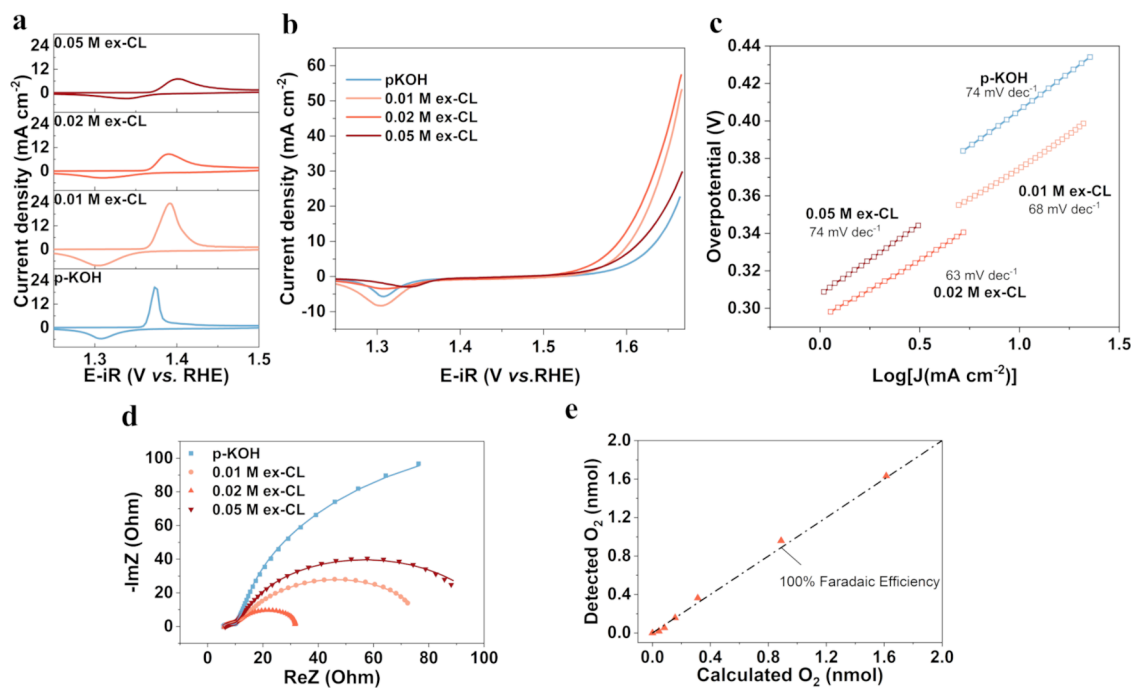 a
Current density (mA cm-2)
24
12
0
0.05 M ex-CL
24
12
0
0.02 M ex-CL
24
12
0
0.01 M ex-CL
24
12
0
p-KOH
1.3
1.4
1.5
E-iR (V vs. RHE)
b
Current density (mA cm-2)
60
50
40
30
20
10
0
-10
pKOH
0.01 M ex-CL
0.02 M ex-CL
0.05 M ex-CL
1.3
1.4
1.5
1.6
E-iR (V vs.RHE)
c
Overpotential (V)
0.44
0.42
0.40
0.38
0.36
0.34
0.32
0.30
p-KOH
74 mV dec-1
0.01 M ex-CL
68 mV dec-1
0.05 M ex-CL
74 mV dec-1
63 mV dec-1
0.02 M ex-CL
0.0
0.5
1.0
1.5
Log[J(mA cm-2)]
d
-ImZ (Ohm)
100
80
60
40
20
0
p-KOH
0.01 M ex-CL
0.02 M ex-CL
0.05 M ex-CL
0
20
40
60
80
100
ReZ (Ohm)
e
Detected O2 (nmol)
2.0
1.6
1.2
0.8
0.4
0.0
100% Faradaic Efficiency
0.0
0.4
0.8
1.2
1.6
2.0
Calculated O2 (nmol)